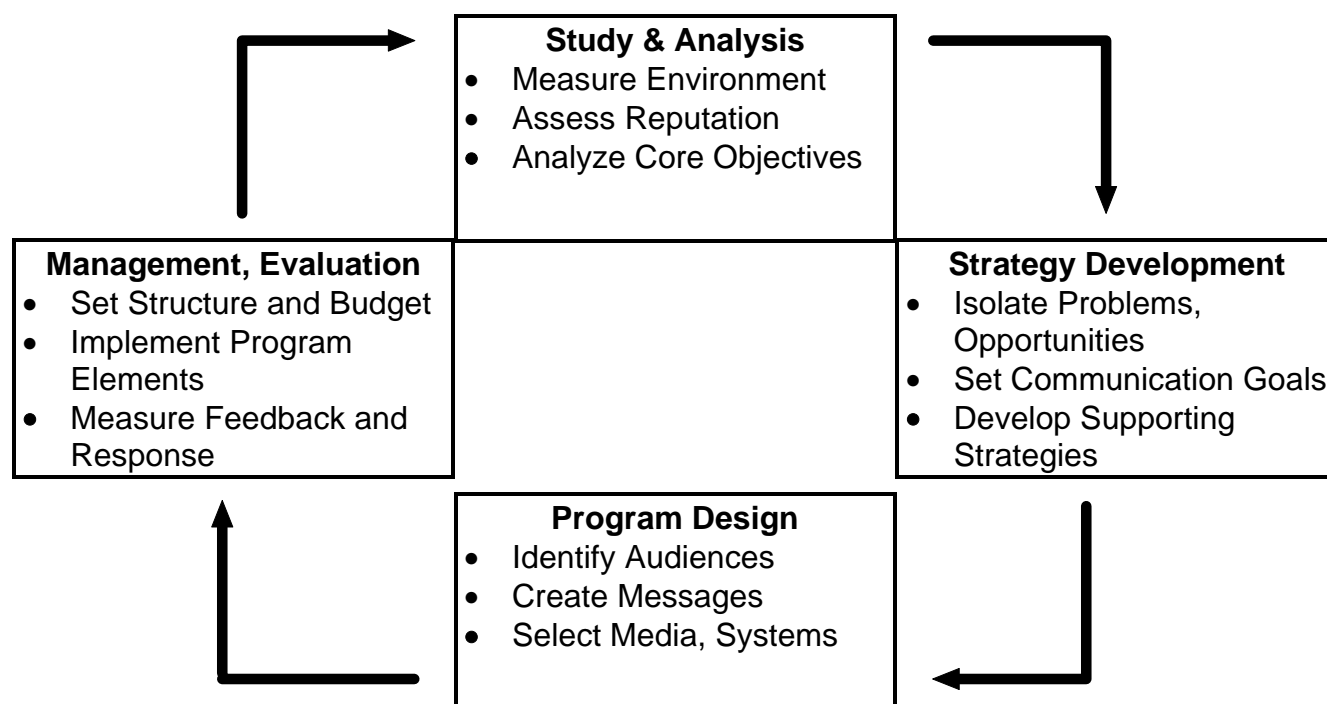 Study & Analysis
• Measure Environment
• Assess Reputation
• Analyze Core Objectives
Management, Evaluation
• Set Structure and Budget
• Implement Program
Elements
• Measure Feedback and
Response
Strategy Development
• Isolate Problems,
Opportunities
• Set Communication Goals
• Develop Supporting
Strategies
Program Design
• Identify Audiences
• Create Messages
• Select Media, Systems